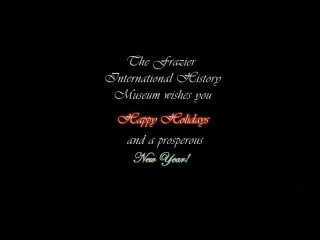 The Frazier
International History
Museum wishes you
Happy Holidays
and a prosperous
New Year!